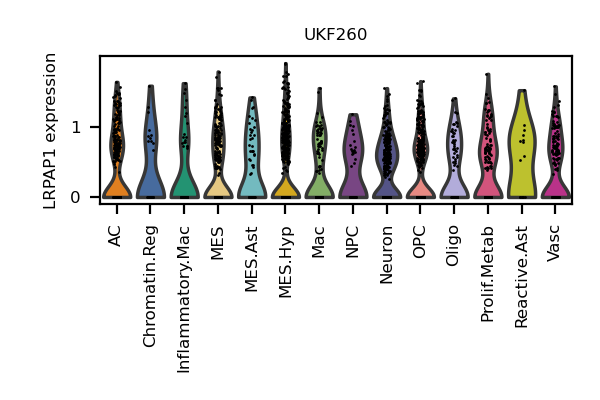 UKF260
LRPAP1 expression
1
0
AC
Chromatin.Reg
Inflammatory.Mac
MES
MES.Ast
MES.Hyp
Mac
NPC
Neuron
OPC
Oligo
Prolif.Metab
Reactive.Ast
Vasc